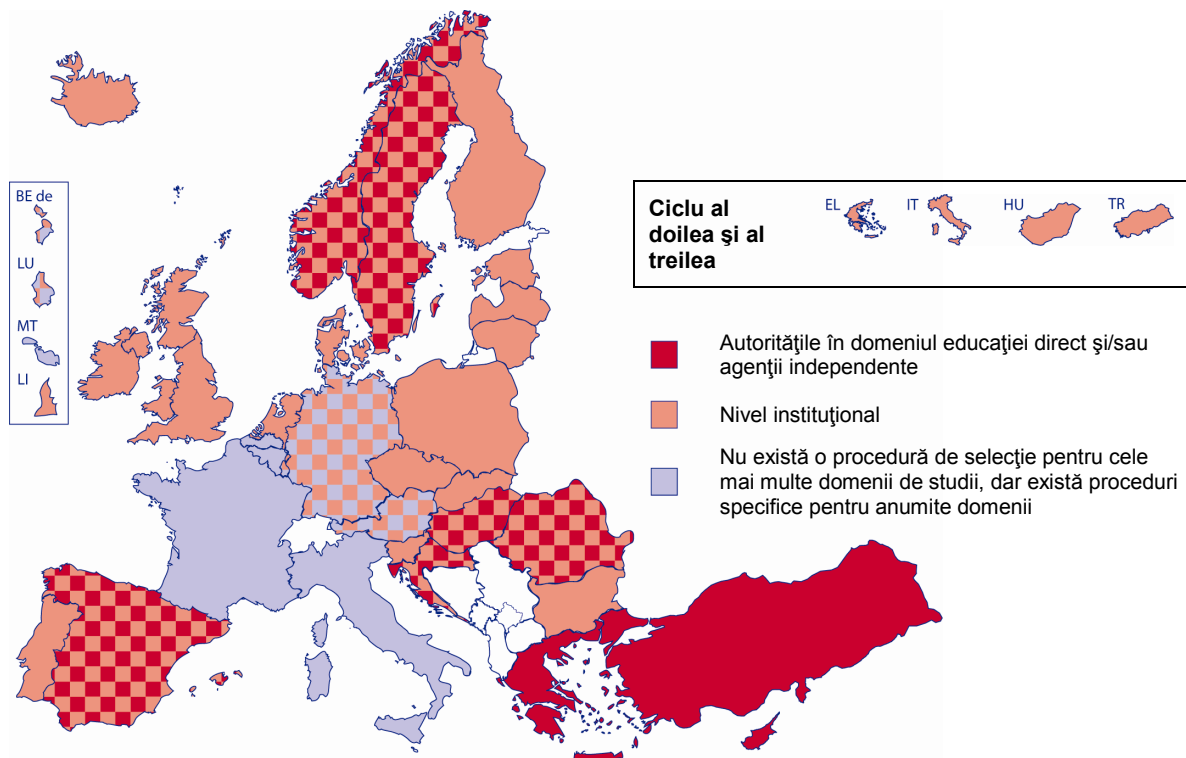 BE de
LU
MT
LI
Ciclu al
doilea şi al
treilea
EL
IT
HU
TR
Autorităţile în domeniul educaţiei direct şi/sau
agenţii independente
Nivel instituţional
Nu există o procedură de selecţie pentru cele
mai multe domenii de studii, dar există proceduri
specifice pentru anumite domenii